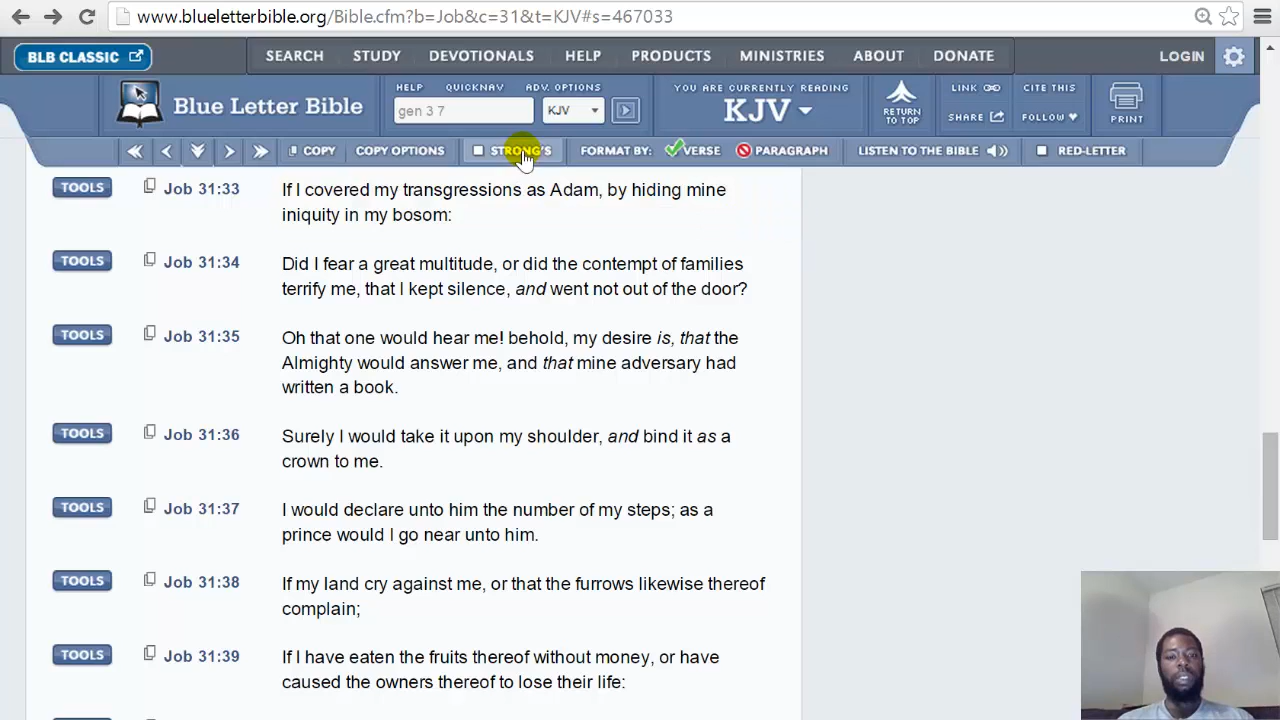 www.blueletterbible.org/Bible.cfm?b=Job&c=31&t=KJV#s=467033
BLB CLASSIC SEARCH STUDY DEVOTIONALS HELP PRODUCTS MINISTRIES ABOUT DONATE LOGIN
HELP QUICKNAV ADV. OPTIONS YOU ARE CURRENTLY READING LINK CITE THIS
Blue Letter Bible gen 3 7 KJV KJV RETURN TO TOP SHARE FOLLOW PRINT
COPY COPY OPTIONS STRONG'S FORMAT BY: VERSE PARAGRAPH LISTEN TO THE BIBLE RED-LETTER
TOOLS Job 31:33 If I covered my transgressions as Adam, by hiding mine
iniquity in my bosom:
TOOLS Job 31:34 Did I fear a great multitude, or did the contempt of families
terrify me, that I kept silence, and went not out of the door?
TOOLS Job 31:35 Oh that one would hear me! behold, my desire is, that the
Almighty would answer me, and that mine adversary had
written a book.
TOOLS Job 31:36 Surely I would take it upon my shoulder, and bind it as a
crown to me.
TOOLS Job 31:37 I would declare unto him the number of my steps; as a
prince would I go near unto him.
TOOLS Job 31:38 If my land cry against me, or that the furrows likewise thereof
complain;
TOOLS Job 31:39 If I have eaten the fruits thereof without money, or have
caused the owners thereof to lose their life: